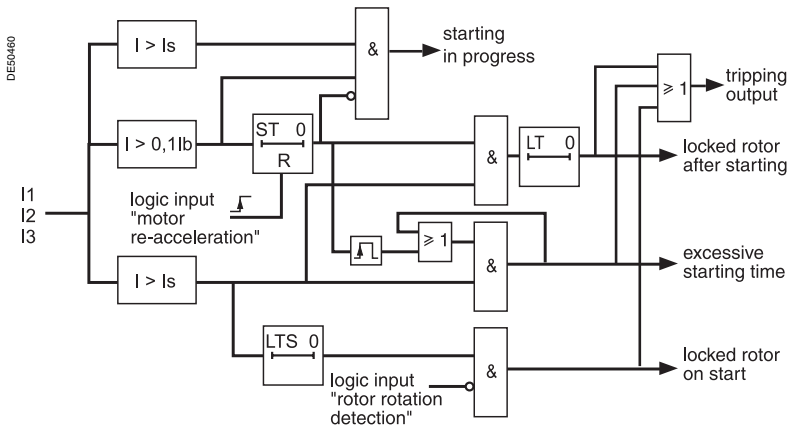 DE50460
I > Is
&
starting
in progress
I > 0,1Ib
ST 0
R
&
LT 0
≥ 1
tripping
output
locked rotor
after starting
I1
I2
I3
logic input
"motor
re-acceleration"
≥ 1
&
excessive
starting time
I > Is
LTS 0
&
logic input
"rotor rotation
detection"
locked rotor
on start